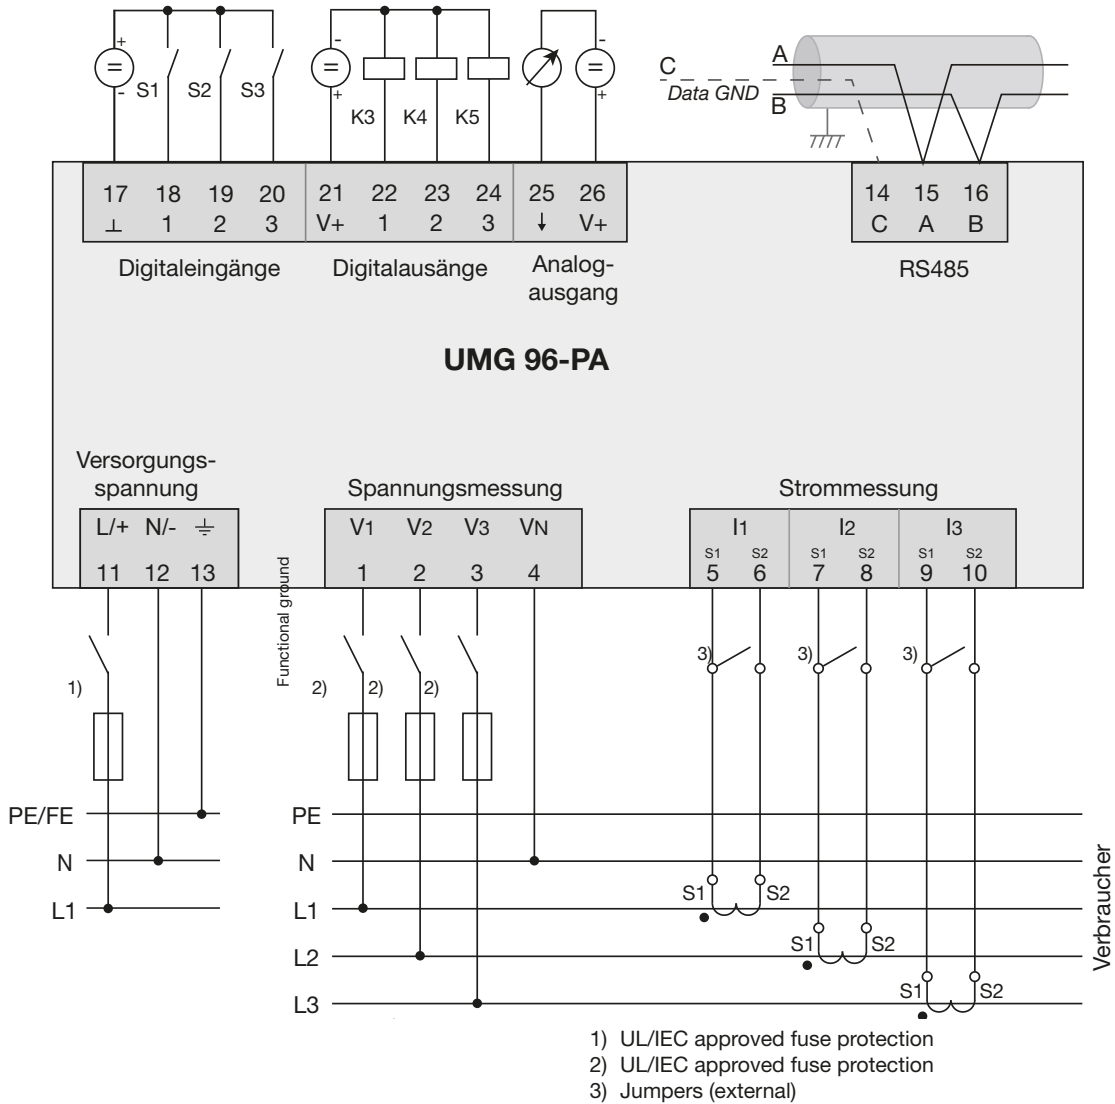 + - + A
= S1 S2 S3 = = C
Data GND
- + K3 K4 K5 + B
17 18 19 20 21 22 23 24 25 26 14 15 16
⊥ 1 2 3 V+ 1 2 3 ↓ V+ C A B
Digitaleingänge Digitalausänge Analog-
ausgang RS485
- -
UMG 96-PA
Versorgungs-
spannung Spannungsmessung Strommessung
L/+ N/- V1 V2 V3 VN I1 I2 I3
S1 S2 S1 S2 S1 S2
11 12 13 1 2 3 4 5 6 7 8 9 10
Functional ground
3) 3) 3)
1) 2) 2) 2)
PE/FE PE
N N
L1 L1 S1 S2
L2 S1 S2
L3 S1 S2
Verbraucher
1) UL/IEC approved fuse protection
2) UL/IEC approved fuse protection
3) Jumpers (external)